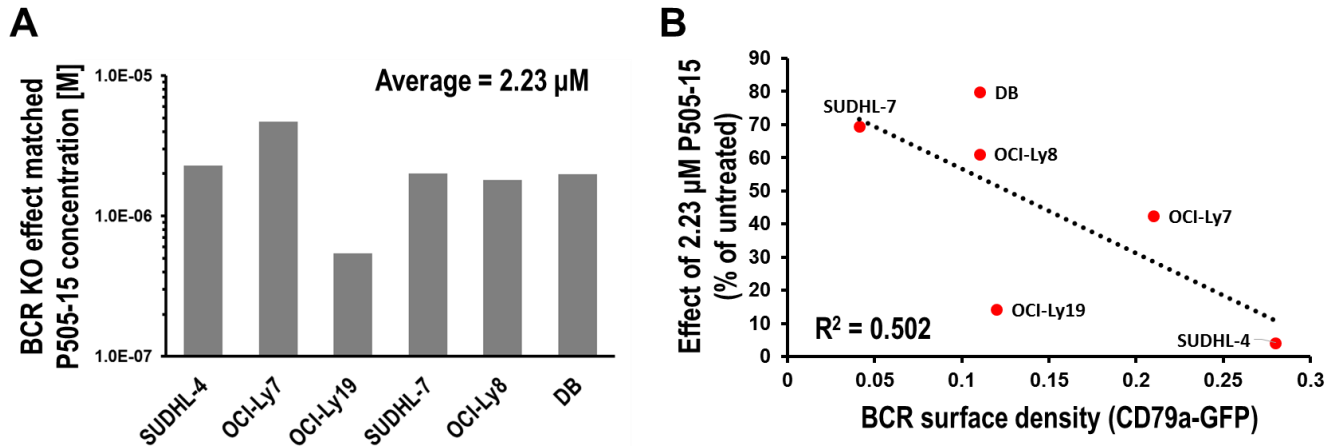 A
BCR KO effect matched
P505-15 concentration [M]
1.0E-05
1.0E-06
1.0E-07
Average = 2.23 µM
SUDHL-4
OCI-Ly7
OCI-Ly19
SUDHL-7
OCI-Ly8
DB
B
Effect of 2.23 µM P505-15
(% of untreated)
90
80
70
60
50
40
30
20
10
0
SUDHL-7
DB
OCI-Ly8
OCI-Ly7
OCI-Ly19
SUDHL-4
R² = 0.502
0
0.05
0.1
0.15
0.2
0.25
0.3
BCR surface density (CD79a-GFP)